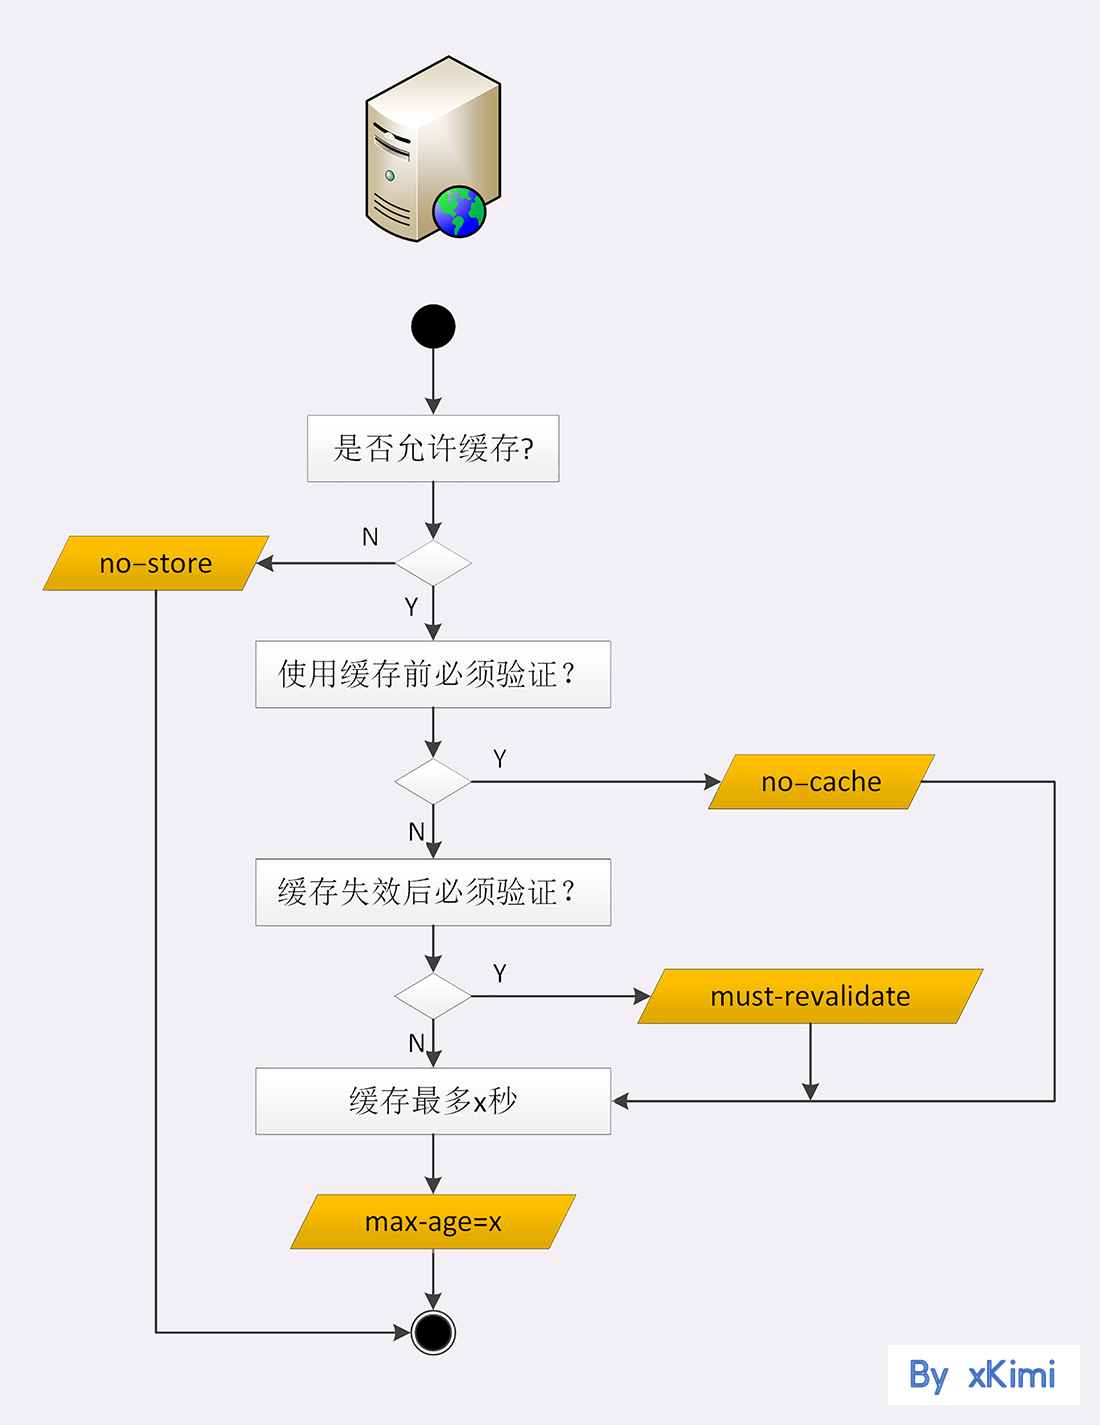 是否允许缓存?
N
no–store
Y
使用缓存前必须验证？
Y
no–cache
N
缓存失效后必须验证？
Y
must-revalidate
N
缓存最多x秒
max-age=x
By xKimi